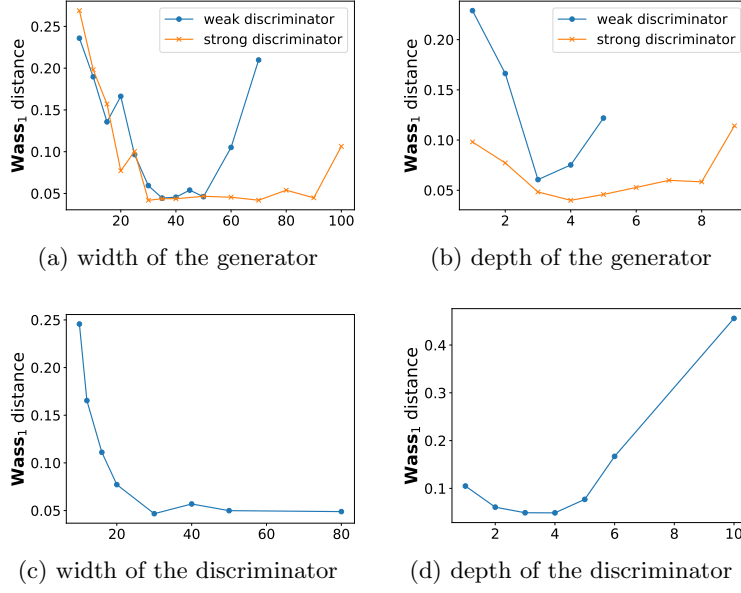 weak discriminator
strong discriminator
Wass1 distance
0.25
0.20
0.15
0.10
0.05
20 40 60 80 100
(a) width of the generator
weak discriminator
strong discriminator
Wass1 distance
0.20
0.15
0.10
0.05
2 4 6 8
(b) depth of the generator
Wass1 distance
0.25
0.20
0.15
0.10
0.05
20 40 60 80
(c) width of the discriminator
Wass1 distance
0.4
0.3
0.2
0.1
2 4 6 8 10
(d) depth of the discriminator